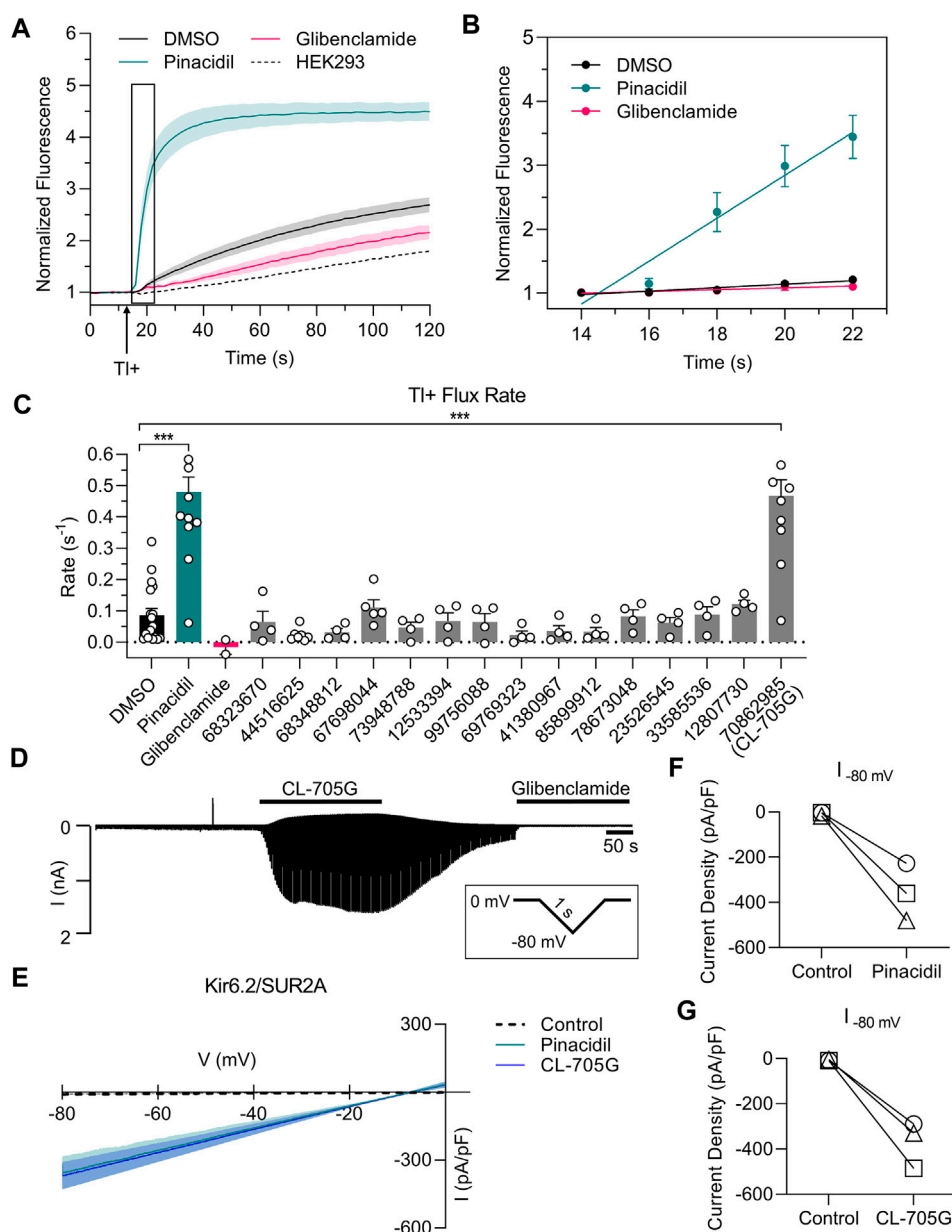 A
DMSO
Glibenclamide
Pinacidil
HEK293
Normalized Fluorescence
6
5
4
3
2
1
0 20 40 60 80 100 120
Time (s)
Tl+
B
DMSO
Pinacidil
Glibenclamide
Normalized Fluorescence
5
4
3
2
1
14 16 18 20 22
Time (s)
C
Tl+ Flux Rate
***
***
Rate (s-1)
0.6
0.5
0.4
0.3
0.2
0.1
0.0
DMSO
Pinacidil
Glibenclamide
68323670
44516625
68348812
67698044
73948788
12533394
99756088
69769323
41380967
85899912
78673048
23526545
33585536
12807730
70862985
(CL-705G)
D
CL-705G
Glibenclamide
0
I (nA)
2
50 s
0 mV
1 s
-80 mV
E
Kir6.2/SUR2A
V (mV)
-80 -60 -40 -20
300
-300
-600
I (pA/pF)
Control
Pinacidil
CL-705G
F
I -80 mV
Current Density (pA/pF)
0
-200
-400
-600
Control Pinacidil
G
I -80 mV
Current Density (pA/pF)
0
-200
-400
-600
Control CL-705G